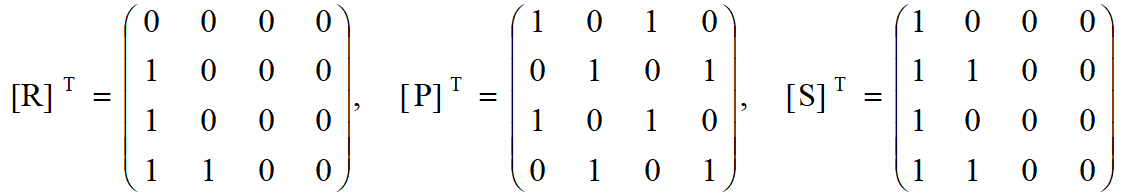 [R] T = ( 0 0 0 0 ) , [P] T = ( 1 0 1 0 ) , [S] T = ( 1 0 0 0 )
1 0 0 0 0 1 0 1 1 1 0 0
1 0 0 0 1 0 1 0 1 0 0 0
1 1 0 0 0 1 0 1 1 1 0 0